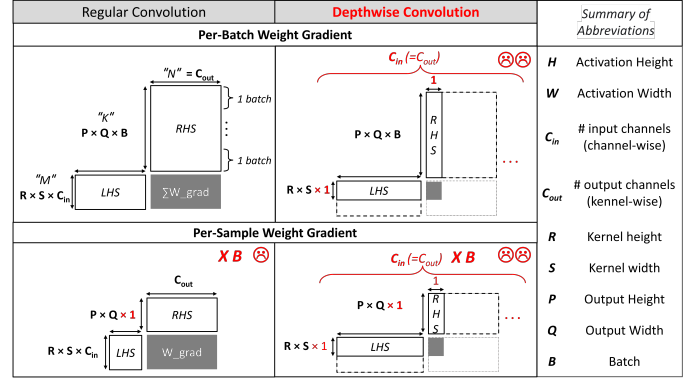 Regular Convolution
Depthwise Convolution
Summary of
Abbreviations
Per-Batch Weight Gradient
"N" = Cout
"K"
P × Q × B
RHS
1 batch
⋮
1 batch
"M"
R × S × Cin
LHS
∑W_grad
Cin (=Cout)
1
P × Q × B
R
H
S
...
R × S × 1
LHS
Per-Sample Weight Gradient
X B
Cout
P × Q × 1
RHS
R × S × Cin
LHS
W_grad
Cin (=Cout) X B
1
P × Q × 1
R
H
S
...
R × S × 1
LHS
H Activation Height
W Activation Width
Cin # input channels
(channel-wise)
Cout # output channels
(kennel-wise)
R Kernel height
S Kernel width
P Output Height
Q Output Width
B Batch